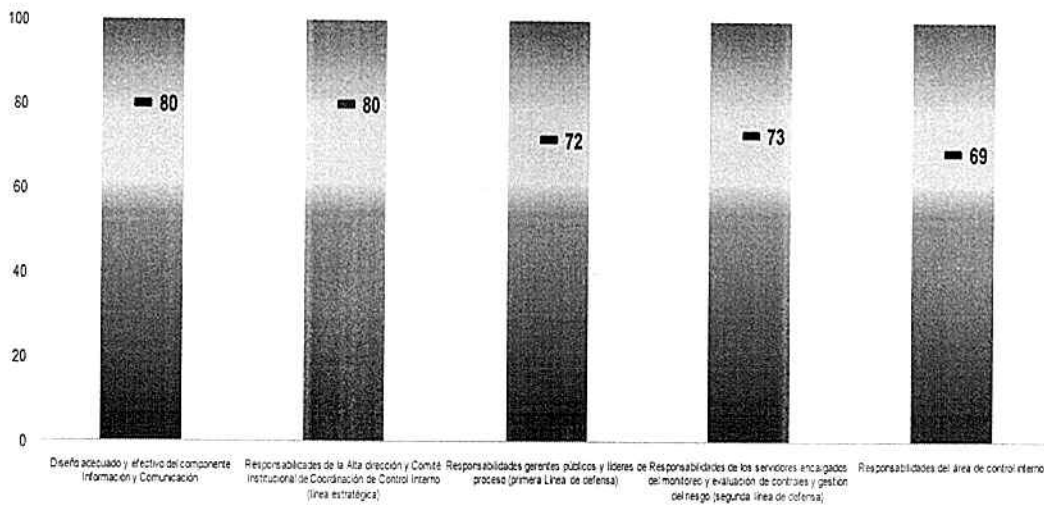 100
80
60
40
20
0
80
80
72
73
69
Diseño adecuado y efectivo del componente
Información y Comunicación
Responsabilidades de la Alta dirección y Comité
Institucional de Coordinación de Control Interno
(línea estratégica)
Responsabilidades gerentes públicos y líderes de
proceso (primera Línea de defensa)
Responsabilidades de los servidores encargados
del monitoreo y evaluación de controles y gestión
del riesgo (segunda línea de defensa)
Responsabilidades del área de control interno